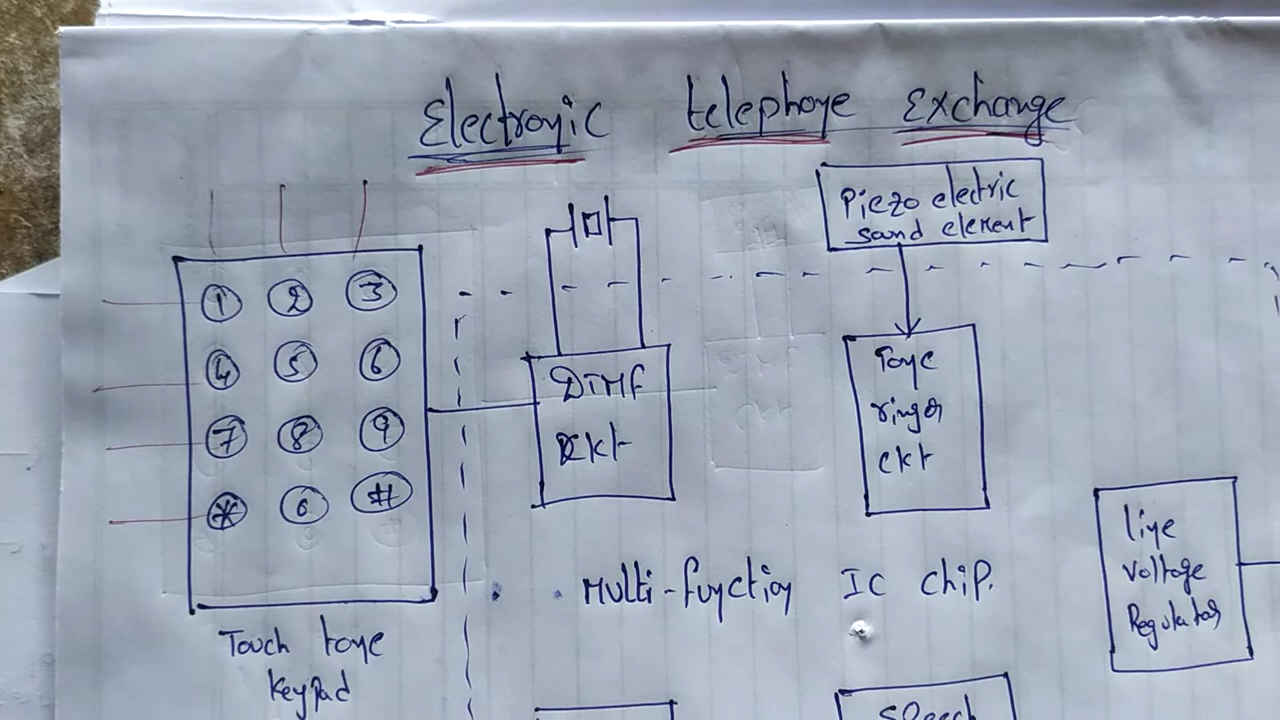 Electronic telephone Exchange
Piezo electric
sound element
1 2 3
4 5 6
7 8 9
* 0 #
DTMF
CKt
Tone
ringer
ckt
Multi-function IC chip.
line
voltage
Regulator
Touch tone
keypad
Speech